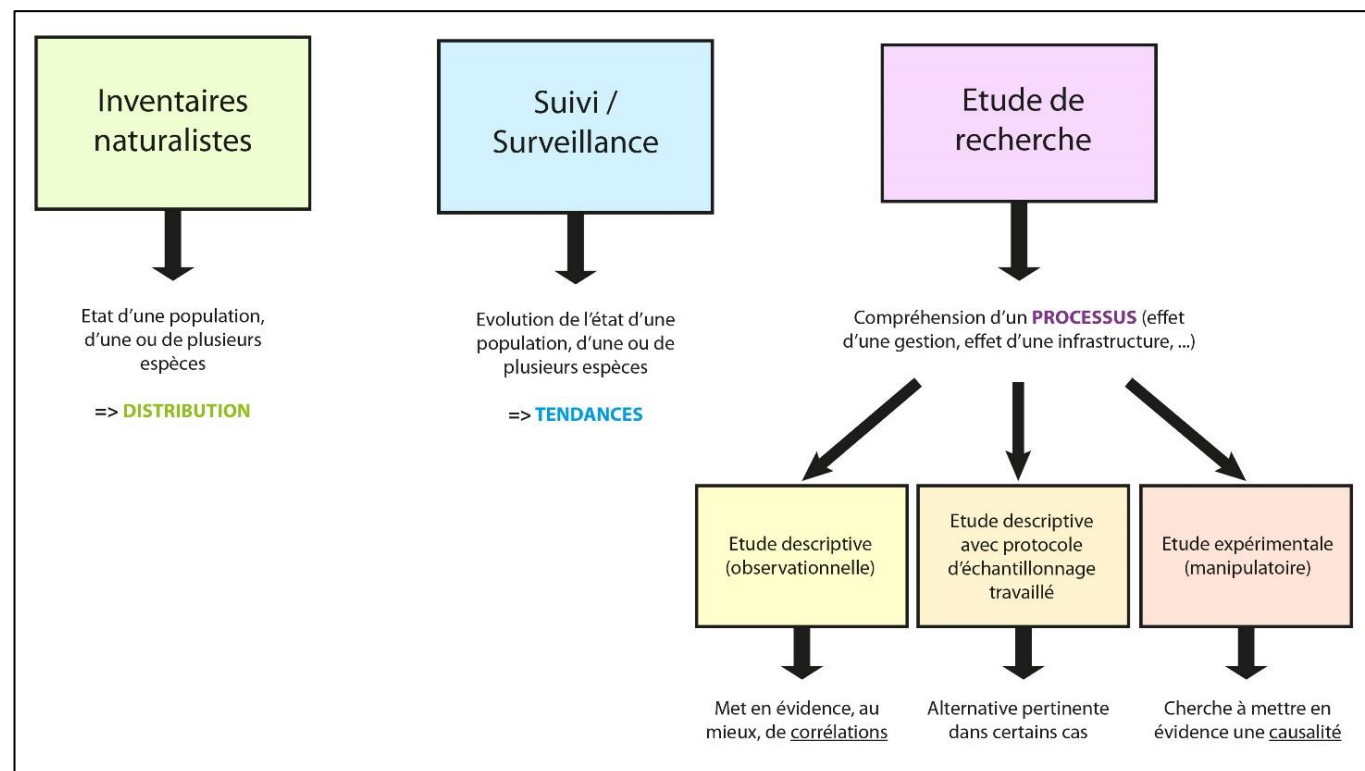 Inventaires
naturalistes
Etat d’une population,
d’une ou de plusieurs
espèces
=> DISTRIBUTION
Suivi /
Surveillance
Evolution de l’état d’une
population, d’une ou de
plusieurs espèces
=> TENDANCES
Etude de
recherche
Compréhension d’un PROCESSUS (effet
d’une gestion, effet d’une infrastructure, ...)
Etude descriptive
(observationnelle)
Met en évidence, au
mieux, de corrélations
Etude descriptive
avec protocole
d’échantillonnage
travaillé
Alternative pertinente
dans certains cas
Etude expérimentale
(manipulatoire)
Cherche à mettre en
évidence une causalité